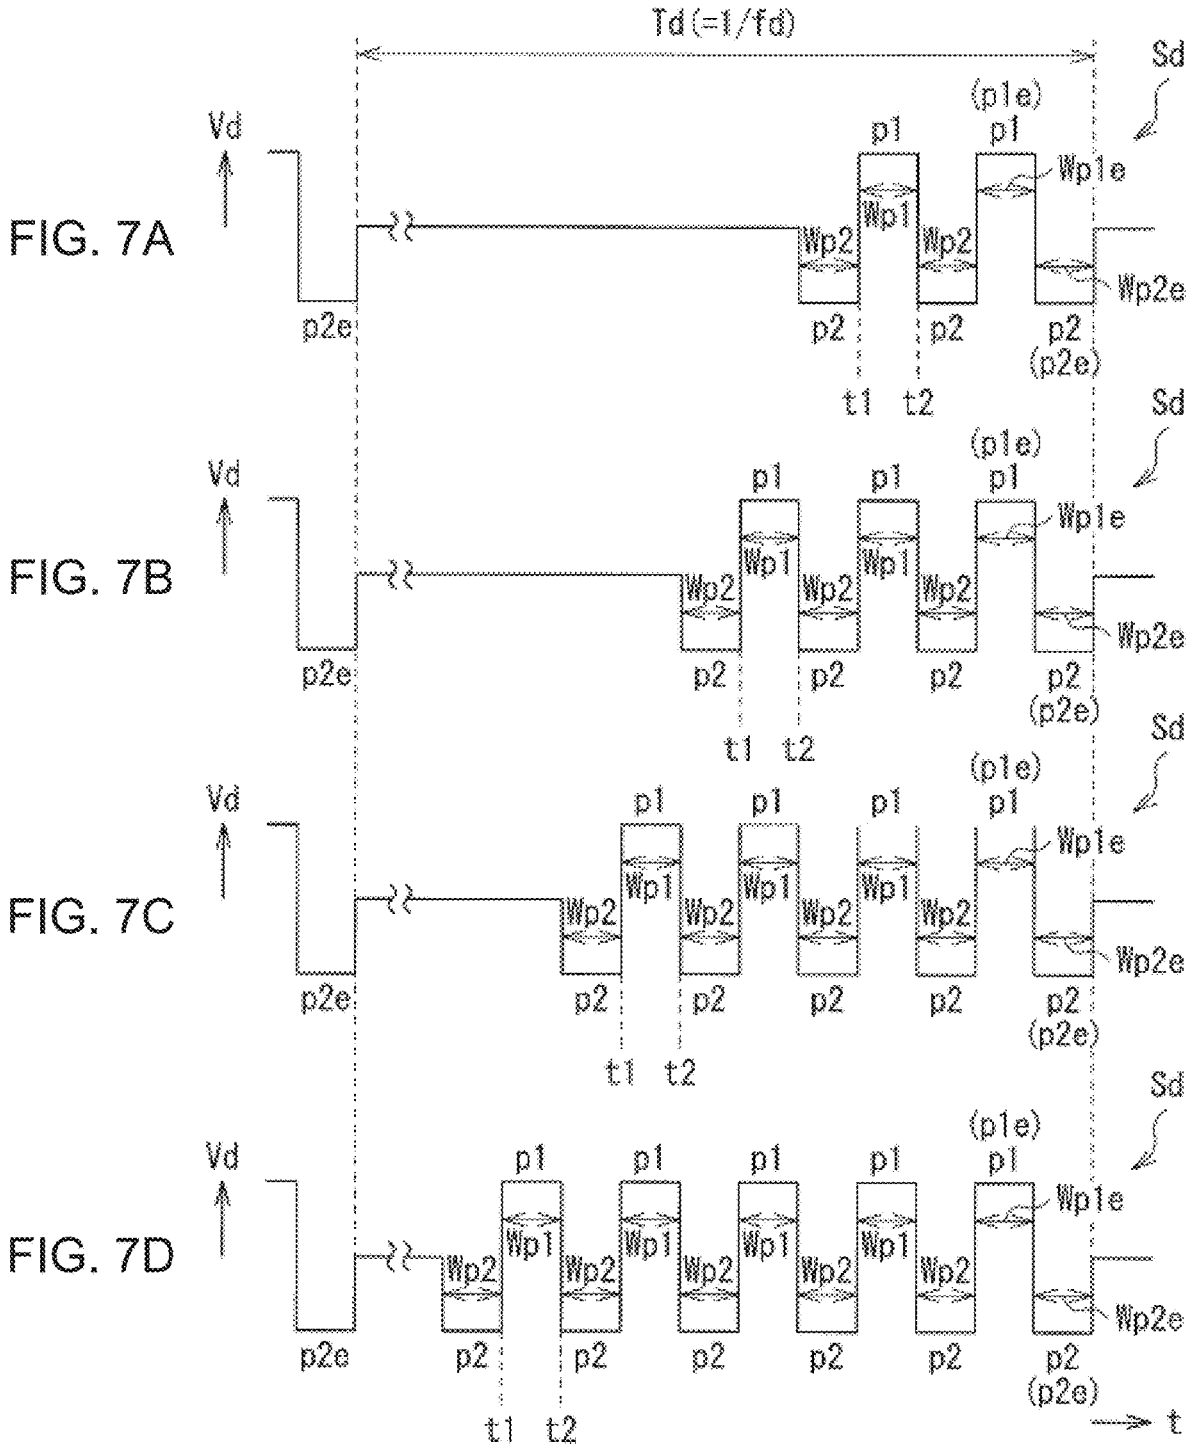 Td(=1/fd)
Sd
(p1e)
Vd
p1 p1
Wp1e
FIG. 7A
Wp1
Wp2 Wp2
Wp2e
p2e p2 p2 p2
(p2e)
t1 t2
Sd
(p1e)
Vd
p1 p1 p1
Wp1e
FIG. 7B
Wp1 Wp1
Wp2 Wp2 Wp2
Wp2e
p2e p2 p2 p2 p2
(p2e)
t1 t2
Sd
(p1e)
Vd
p1 p1 p1 p1
Wp1e
FIG. 7C
Wp1 Wp1 Wp1
Wp2 Wp2 Wp2 Wp2
Wp2e
p2e p2 p2 p2 p2 p2
(p2e)
t1 t2
Sd
(p1e)
Vd
p1 p1 p1 p1 p1
Wp1e
FIG. 7D
Wp1 Wp1 Wp1 Wp1
Wp2 Wp2 Wp2 Wp2 Wp2
Wp2e
p2e p2 p2 p2 p2 p2 p2
(p2e)
t1 t2
t